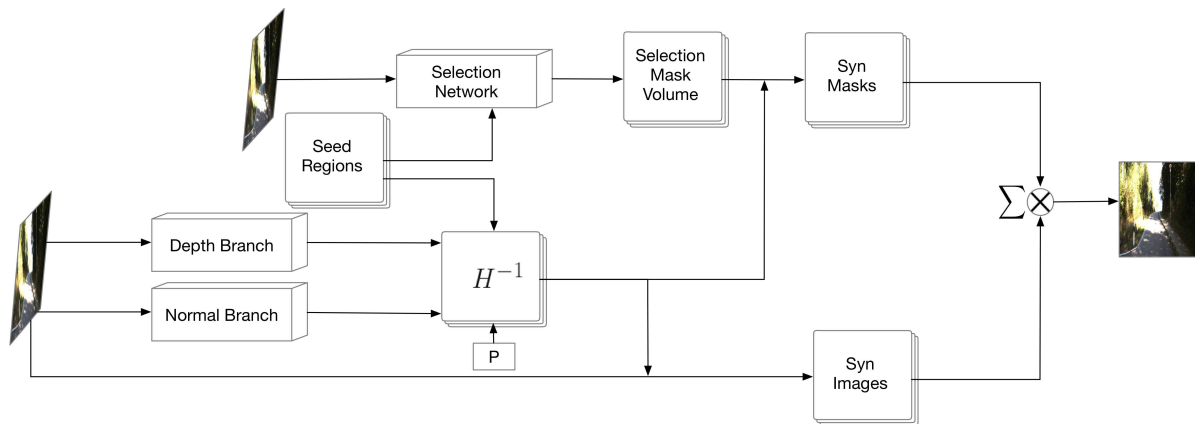 Selection
Network
Selection
Mask
Volume
Syn
Masks
Seed
Regions
Depth Branch
Normal Branch
H⁻¹
P
∑ ⊗
Syn
Images